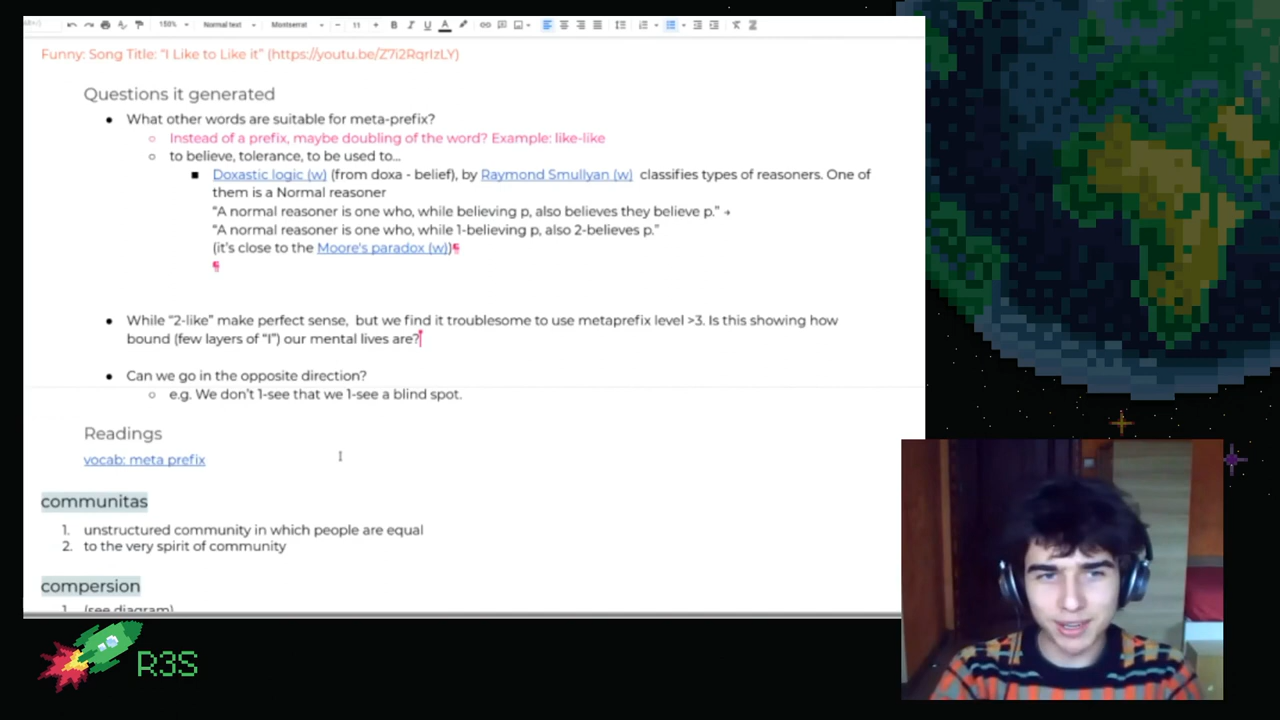 150% Normal text Montserrat 11 B I U A
Funny: Song Title: “I Like to Like it” (https://youtu.be/Z7i2RqrIzLY)
Questions it generated
● What other words are suitable for meta-prefix?
○ Instead of a prefix, maybe doubling of the word? Example: like-like
○ to believe, tolerance, to be used to...
■ Doxastic logic (w) (from doxa - belief), by Raymond Smullyan (w) classifies types of reasoners. One of
them is a Normal reasoner
“A normal reasoner is one who, while believing p, also believes they believe p.” →
“A normal reasoner is one who, while 1-believing p, also 2-believes p.”
(it’s close to the Moore's paradox (w))¶
¶
● While “2-like” make perfect sense, but we find it troublesome to use metaprefix level >3. Is this showing how
bound (few layers of “I”) our mental lives are?
● Can we go in the opposite direction?
○ e.g. We don’t 1-see that we 1-see a blind spot.
Readings
vocab: meta prefix
communitas
1. unstructured community in which people are equal
2. to the very spirit of community
compersion
1. (see diagram)
R3S